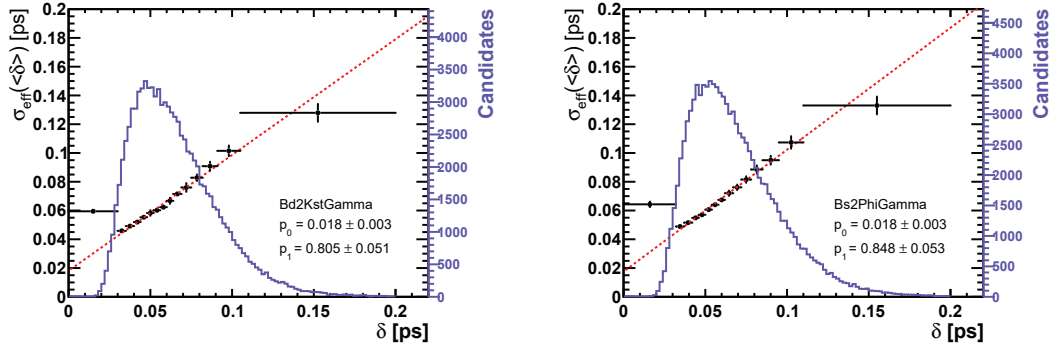 σeff(<δ>) [ps]
0.2
0.18
0.16
0.14
0.12
0.1
0.08
0.06
0.04
0.02
0
Bd2KstGamma
p0 = 0.018 ± 0.003
p1 = 0.805 ± 0.051
4000
3500
3000
2500
2000
1500
1000
500
0
Candidates
0 0.05 0.1 0.15 0.2
δ [ps]
σeff(<δ>) [ps]
0.2
0.18
0.16
0.14
0.12
0.1
0.08
0.06
0.04
0.02
0
Bs2PhiGamma
p0 = 0.018 ± 0.003
p1 = 0.848 ± 0.053
4500
4000
3500
3000
2500
2000
1500
1000
500
0
Candidates
0 0.05 0.1 0.15 0.2
δ [ps]